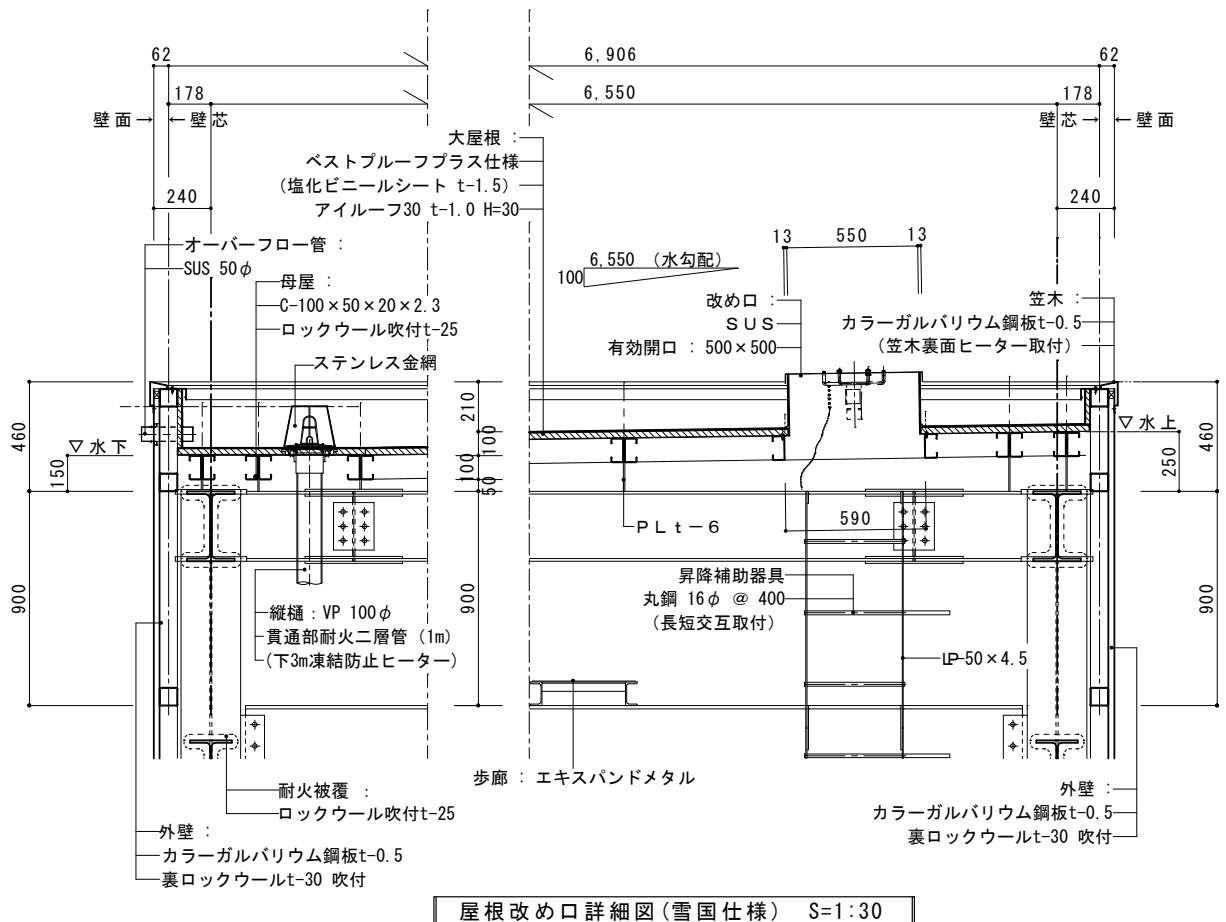 62
6,906
62
178
6,550
178
壁面
壁芯
壁芯
壁面
大屋根：
ベストプルーフプラス仕様
（塩化ビニールシート t-1.5）
アイルーフ30 t-1.0 H=30
240
240
オーバーフロー管：
SUS 50φ
母屋：
C-100×50×20×2.3
ロックウール吹付t-25
ステンレス金網
6,550 （水勾配）
100
13
550
13
改め口：
ＳＵＳ
有効開口：500×500
笠木：
カラーガルバリウム鋼板t-0.5
（笠木裏面ヒーター取付）
460
▽水下
150
210
100
100
50
▽水上
250
460
590
ＰＬｔ－６
900
900
900
昇降補助器具
丸鋼 16φ @ 400
（長短交互取付）
縦樋：VP 100φ
貫通部耐火二層管（1m）
(下3m凍結防止ヒーター)
LP-50×4.5
歩廊：エキスパンドメタル
耐火被覆：
ロックウール吹付t-25
外壁：
カラーガルバリウム鋼板t-0.5
裏ロックウールt-30 吹付
外壁：
カラーガルバリウム鋼板t-0.5
裏ロックウールt-30 吹付
屋根改め口詳細図(雪国仕様) S=1:30